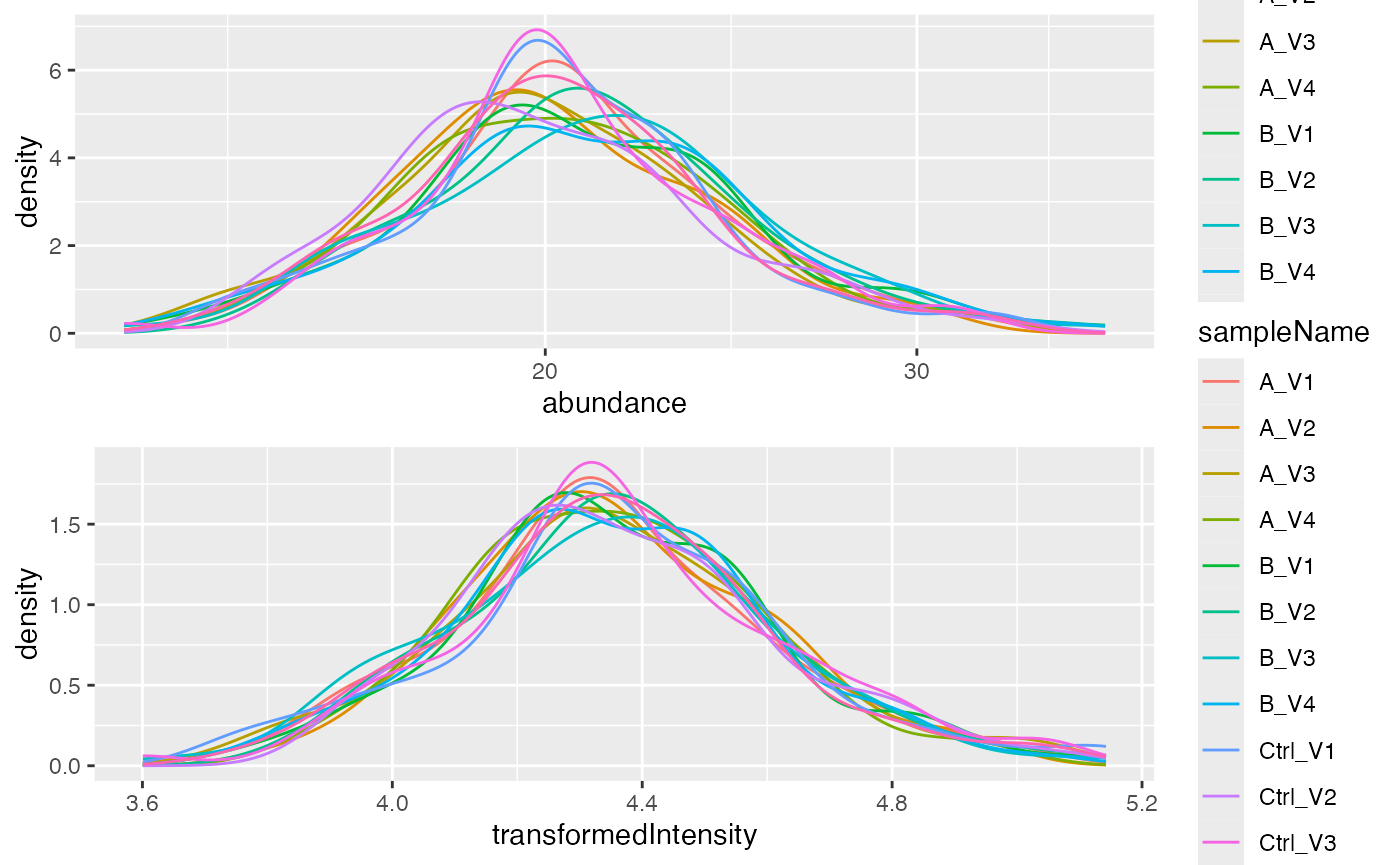 A_V3
A_V4
B_V1
B_V2
B_V3
B_V4
density
6
4
2
0
20
30
abundance
sampleName
A_V1
A_V2
A_V3
A_V4
B_V1
B_V2
B_V3
B_V4
Ctrl_V1
Ctrl_V2
Ctrl_V3
density
1.5
1.0
0.5
0.0
3.6
4.0
4.4
4.8
5.2
transformedIntensity